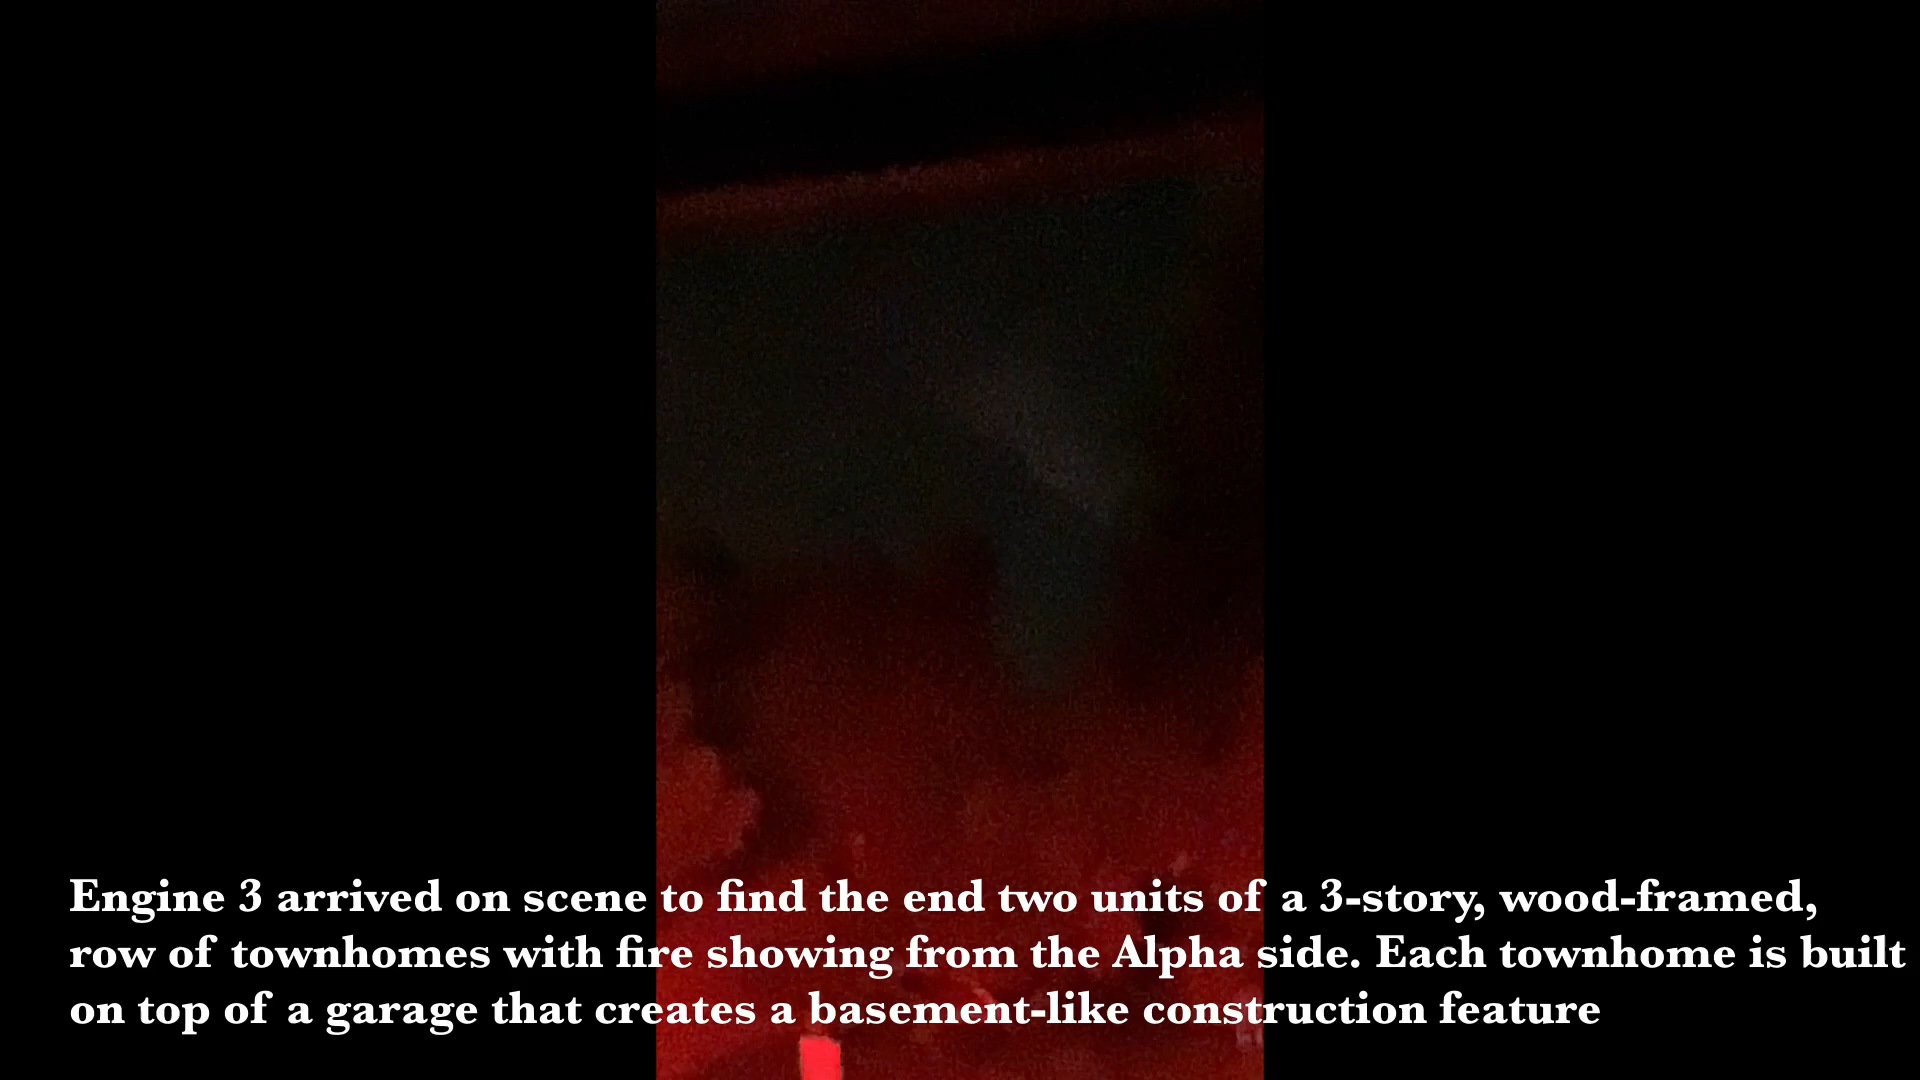 Engine 3 arrived on scene to find the end two units of a 3-story, wood-framed,
row of townhomes with fire showing from the Alpha side. Each townhome is built
on top of a garage that creates a basement-like construction feature